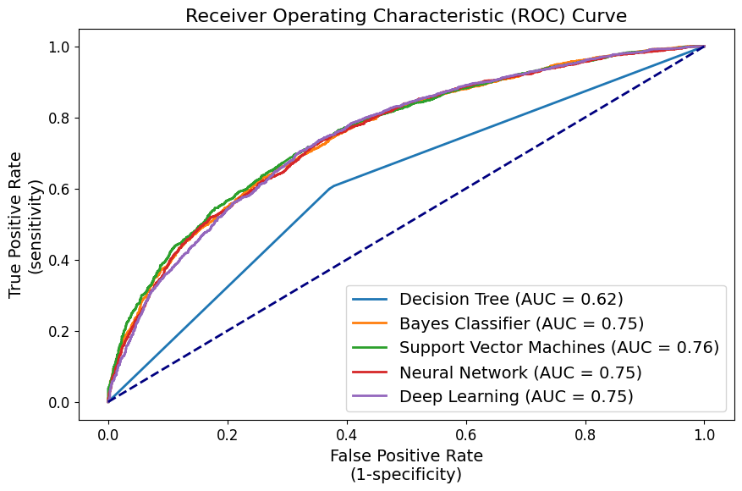 Receiver Operating Characteristic (ROC) Curve
1.0
0.8
0.6
0.4
0.2
0.0
True Positive Rate
(sensitivity)
Decision Tree (AUC = 0.62)
Bayes Classifier (AUC = 0.75)
Support Vector Machines (AUC = 0.76)
Neural Network (AUC = 0.75)
Deep Learning (AUC = 0.75)
0.0 0.2 0.4 0.6 0.8 1.0
False Positive Rate
(1-specificity)